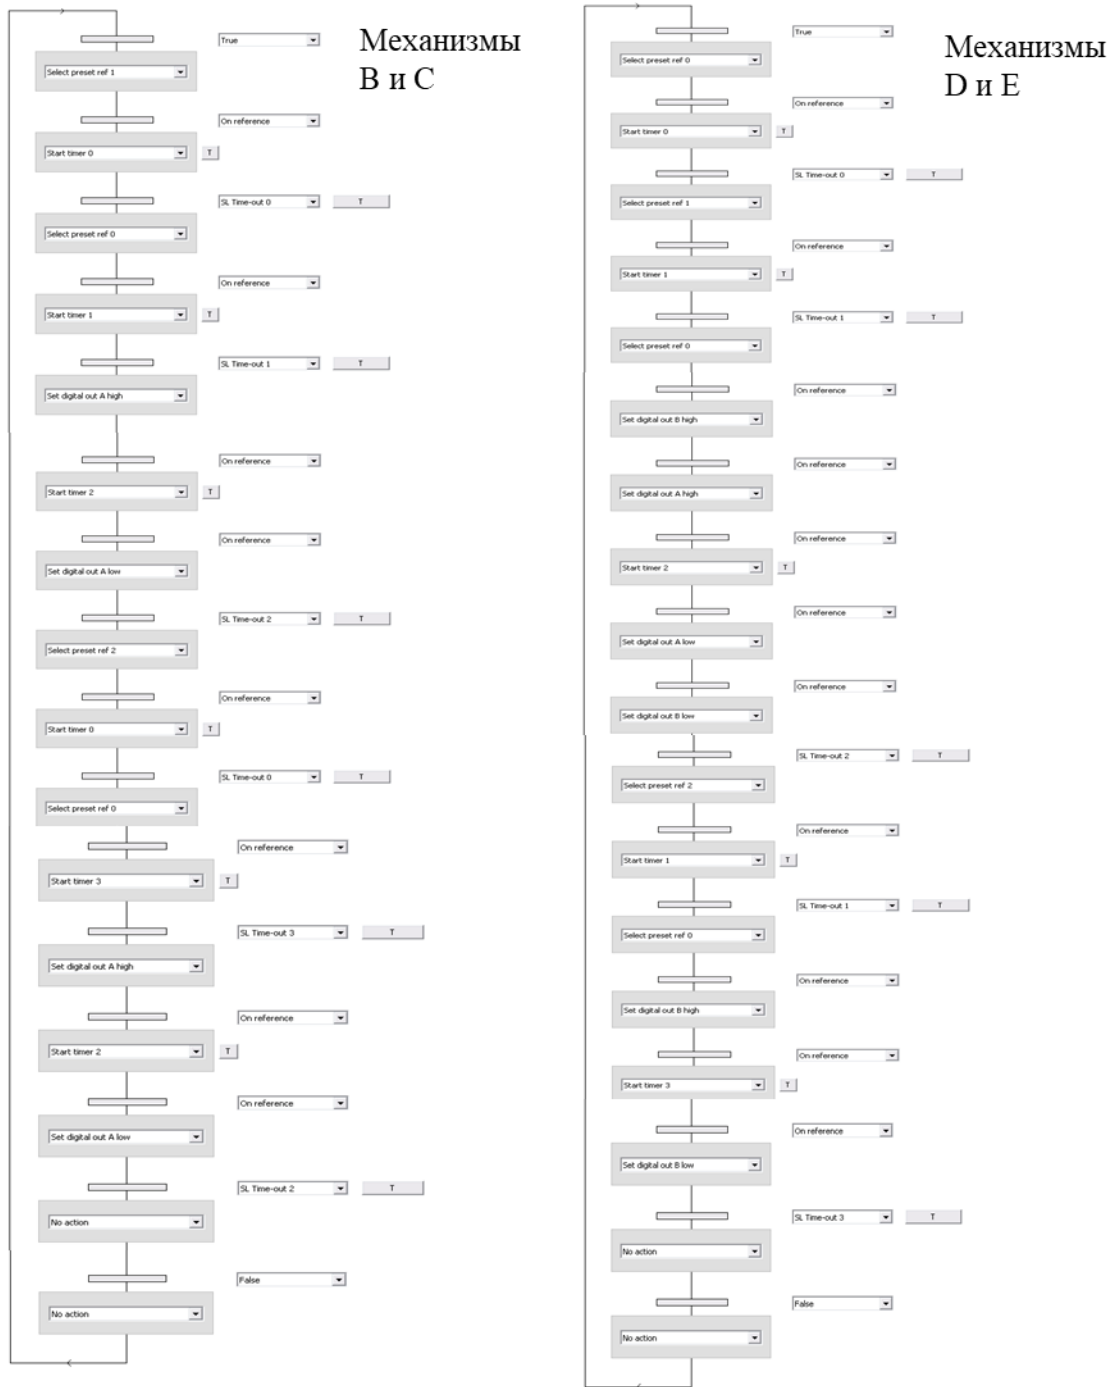 True
Механизмы
B и C
Select preset ref 1
On reference
Start timer 0
T
SL Time-out 0
T
Select preset ref 0
On reference
Start timer 1
T
SL Time-out 1
T
Set digital out A high
On reference
Start timer 2
T
On reference
Set digital out A low
SL Time-out 2
T
Select preset ref 2
On reference
Start timer 0
T
SL Time-out 0
T
Select preset ref 0
On reference
Start timer 3
T
SL Time-out 3
T
Set digital out A high
On reference
Start timer 2
T
On reference
Set digital out A low
SL Time-out 2
T
No action
False
No action
True
Механизмы
D и E
Select preset ref 0
On reference
Start timer 0
T
SL Time-out 0
T
Select preset ref 1
On reference
Start timer 1
T
SL Time-out 1
T
Select preset ref 0
On reference
Set digital out B high
On reference
Set digital out A high
On reference
Start timer 2
T
On reference
Set digital out A low
On reference
Set digital out B low
SL Time-out 2
T
Select preset ref 2
On reference
Start timer 1
T
SL Time-out 1
T
Select preset ref 0
On reference
Set digital out B high
On reference
Start timer 3
T
On reference
Set digital out B low
SL Time-out 3
T
No action
False
No action